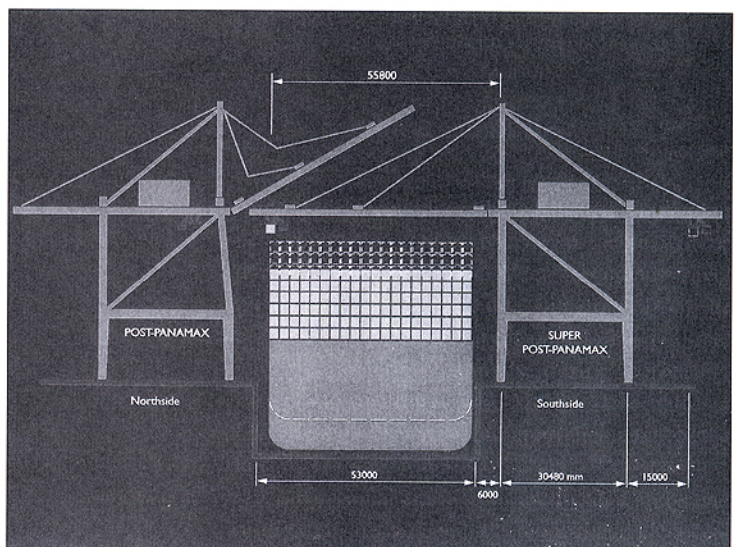 55800
POST-PANAMAX
SUPER
POST-PANAMAX
Northside
Southside
53000
6000
30480 mm
15000